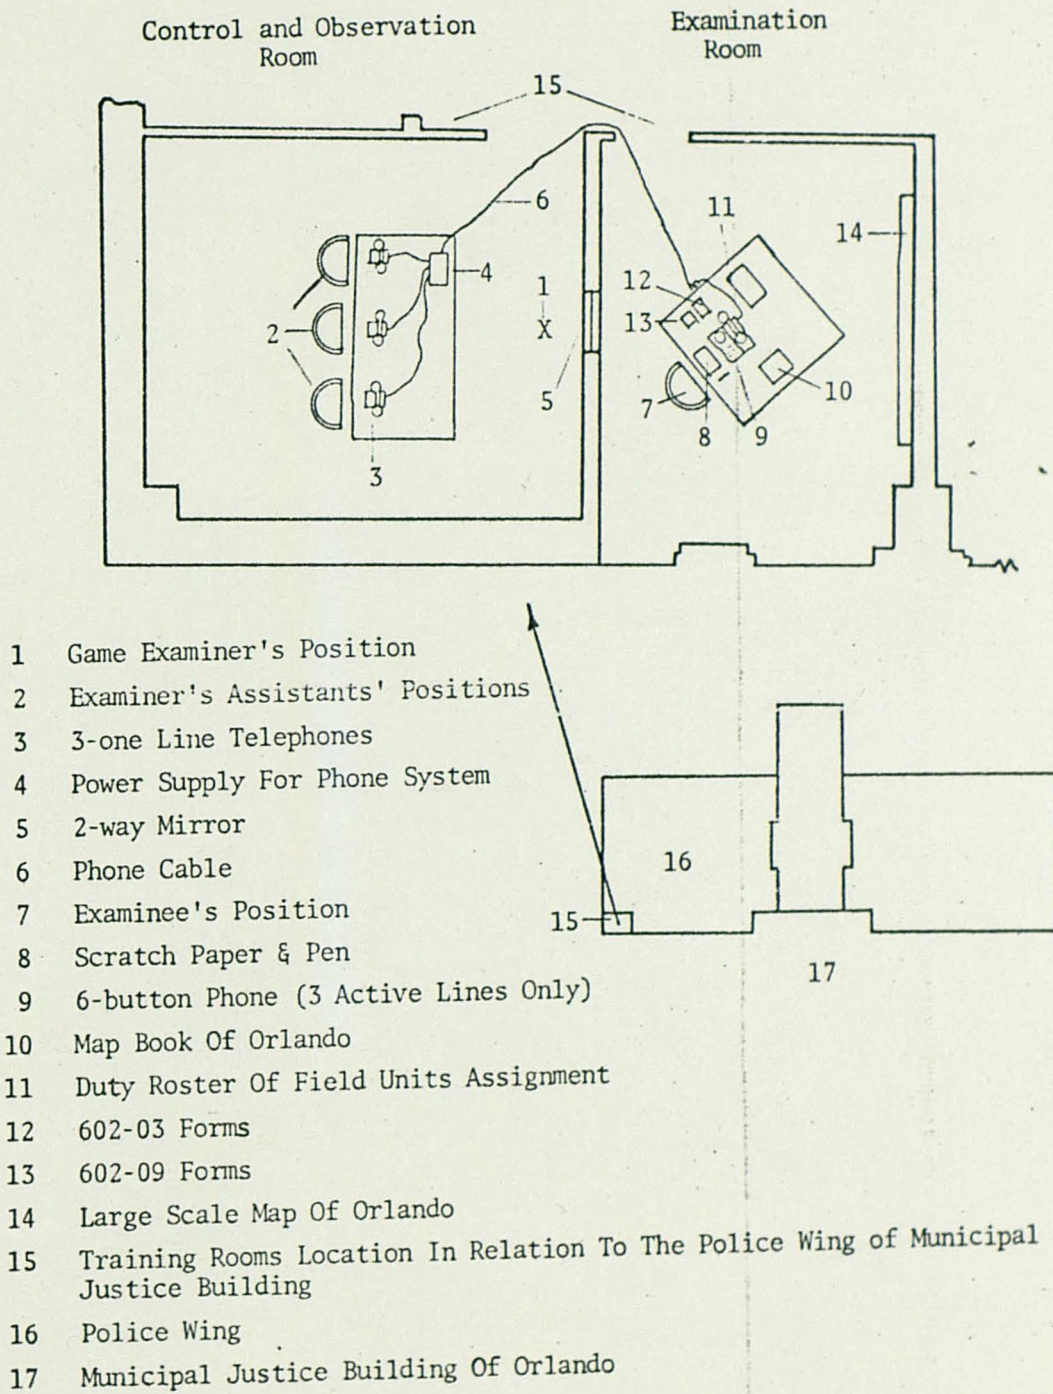 Control and Observation
Room
Examination
Room
15
6
11
14
12
4
1
13
2
X
10
5
7
8
9
3
1 Game Examiner's Position
2 Examiner's Assistants' Positions
3 3-one Line Telephones
4 Power Supply For Phone System
5 2-way Mirror
6 Phone Cable
7 Examinee's Position
8 Scratch Paper & Pen
9 6-button Phone (3 Active Lines Only)
10 Map Book Of Orlando
11 Duty Roster Of Field Units Assignment
12 602-03 Forms
13 602-09 Forms
14 Large Scale Map Of Orlando
15 Training Rooms Location In Relation To The Police Wing of Municipal
Justice Building
16 Police Wing
17 Municipal Justice Building Of Orlando
16
15
17